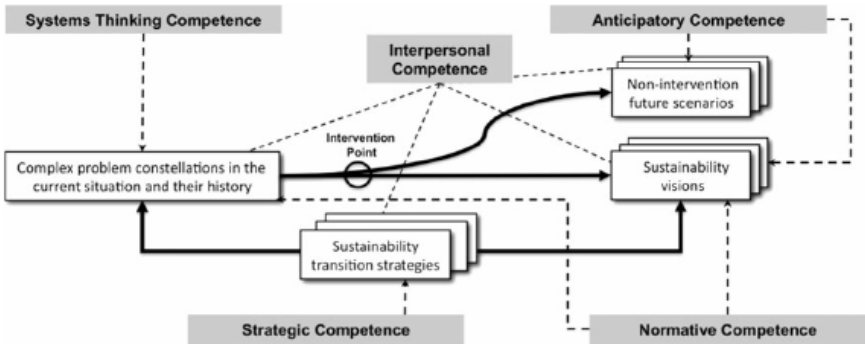 Systems Thinking Competence
Anticipatory Competence
Interpersonal
Competence
Non-intervention
future scenarios
Intervention
Point
Complex problem constellations in the
current situation and their history
Sustainability
visions
Sustainability
transition strategies
Strategic Competence
Normative Competence